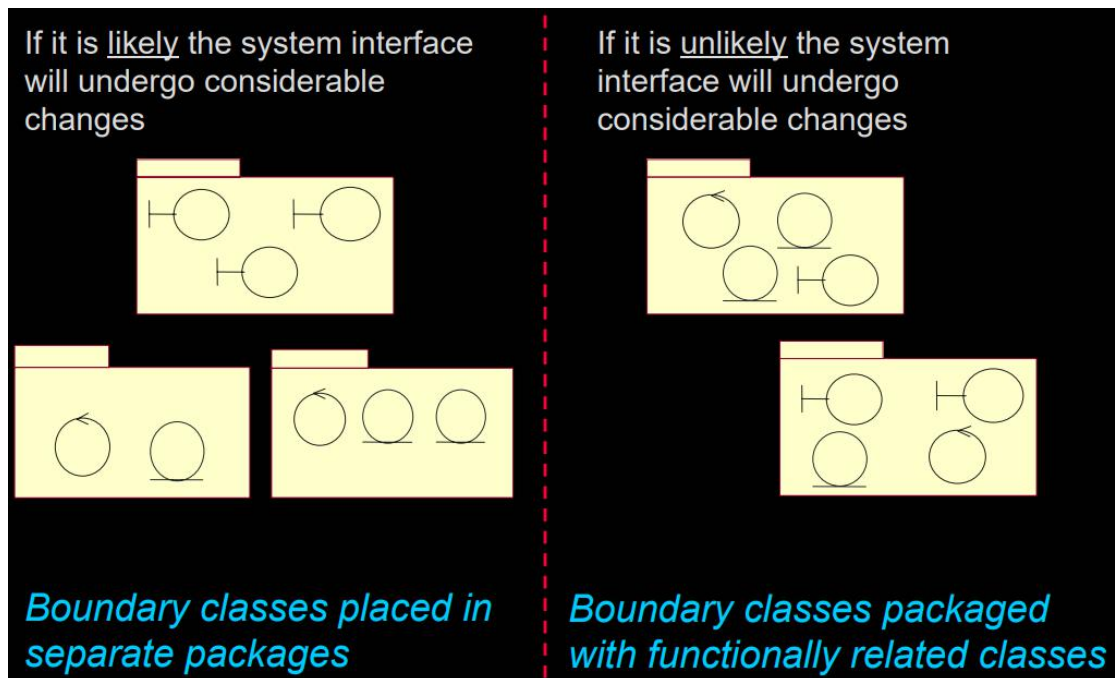 If it is likely the system interface
will undergo considerable
changes
Boundary classes placed in
separate packages
If it is unlikely the system
interface will undergo
considerable changes
Boundary classes packaged
with functionally related classes